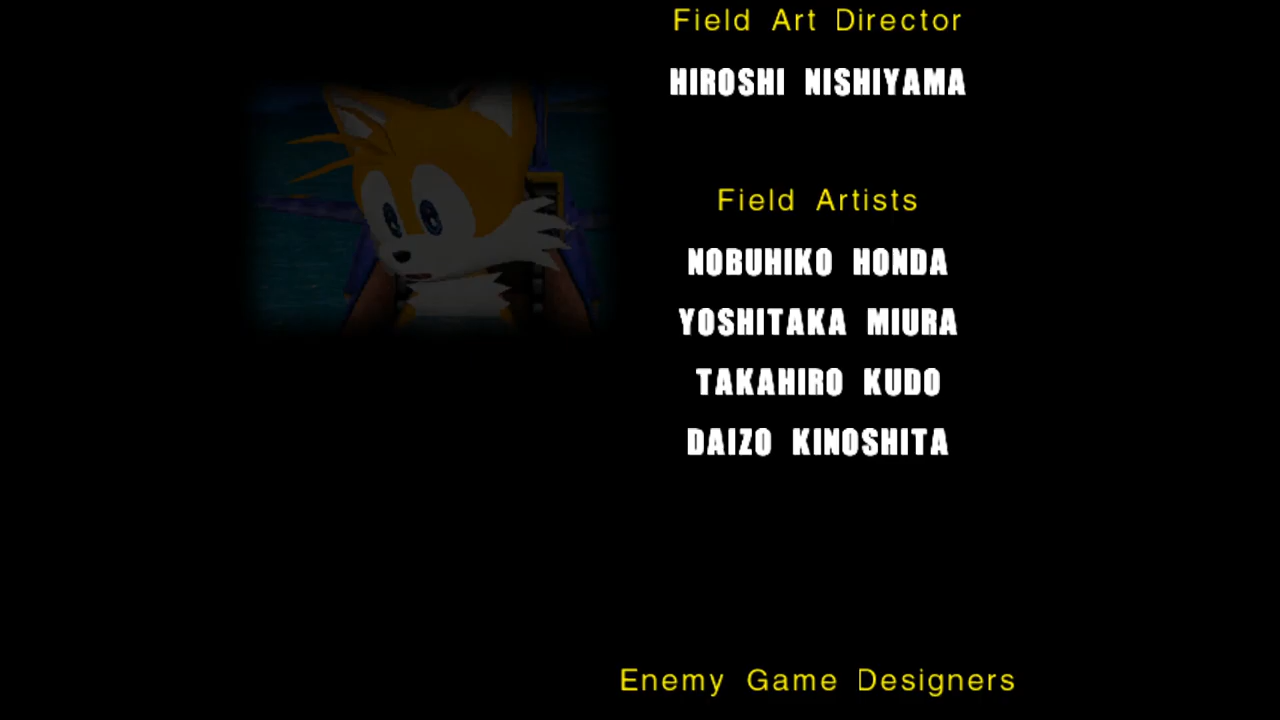 Field Art Director
HIROSHI NISHIYAMA
Field Artists
NOBUHIKO HONDA
YOSHITAKA MIURA
TAKAHIRO KUDO
DAIZO KINOSHITA
Enemy Game Designers